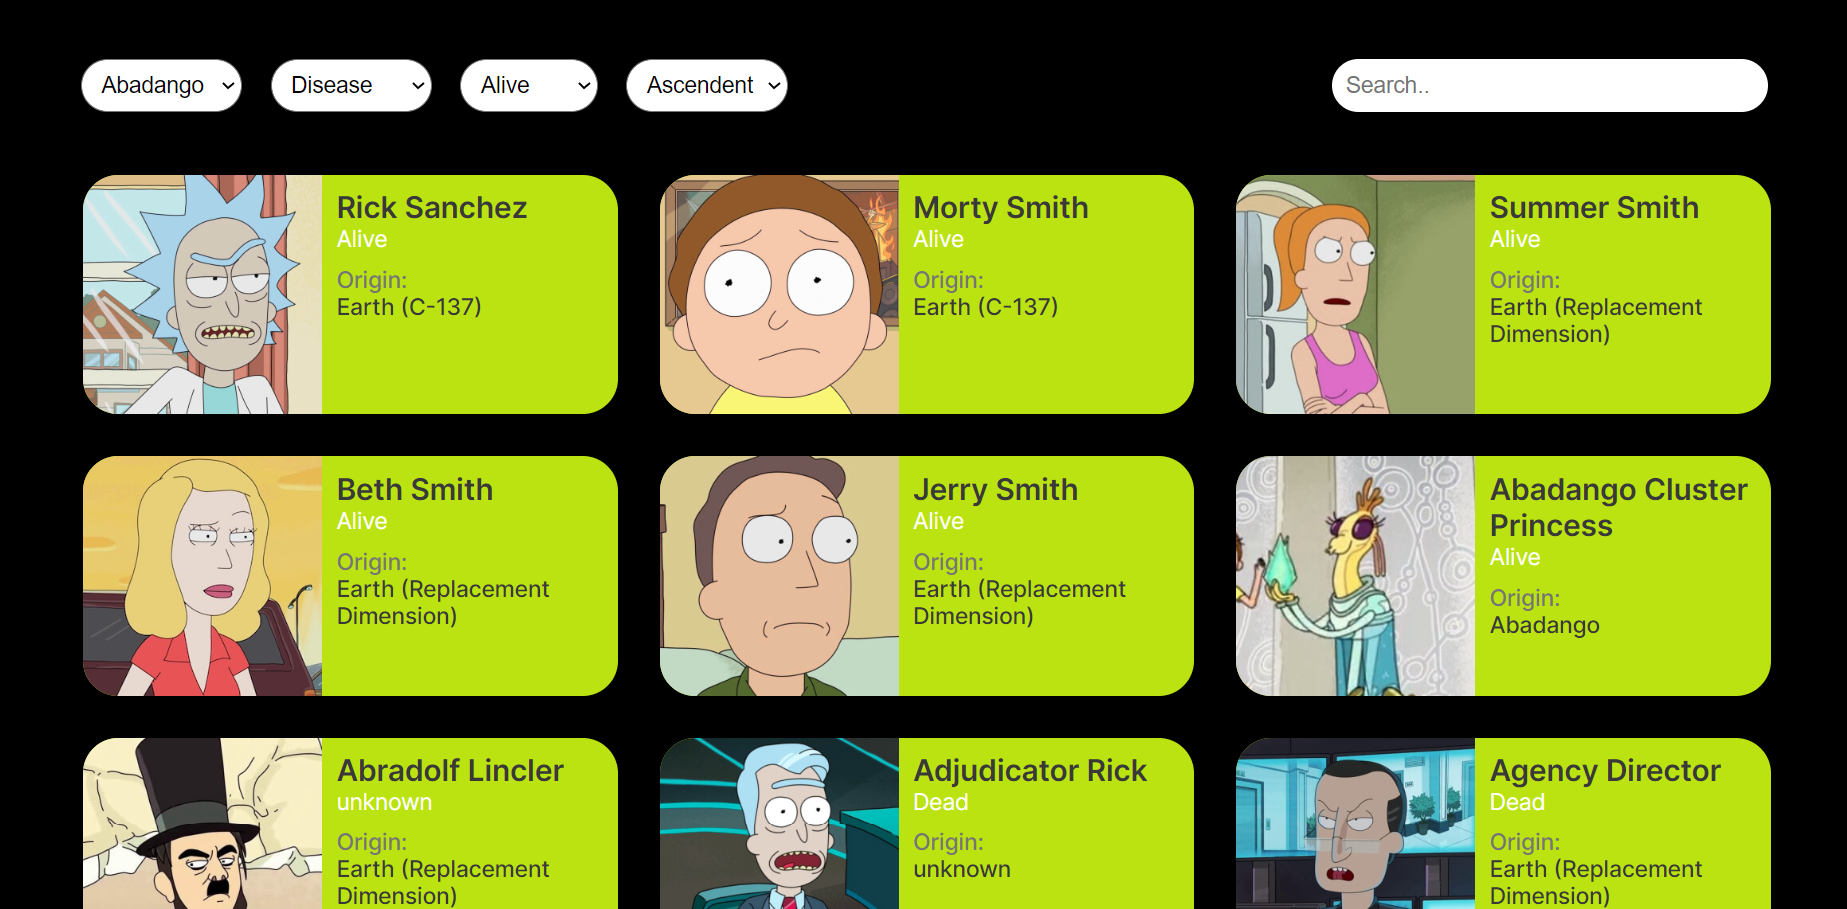 Abadango
Disease
Alive
Ascendent
Search..
Rick Sanchez
Alive
Origin:
Earth (C-137)
Morty Smith
Alive
Origin:
Earth (C-137)
Summer Smith
Alive
Origin:
Earth (Replacement
Dimension)
Beth Smith
Alive
Origin:
Earth (Replacement
Dimension)
Jerry Smith
Alive
Origin:
Earth (Replacement
Dimension)
Abadango Cluster
Princess
Alive
Origin:
Abadango
Abradolf Lincler
unknown
Origin:
Earth (Replacement
Dimension)
Adjudicator Rick
Dead
Origin:
unknown
Agency Director
Dead
Origin:
Earth (Replacement
Dimension)